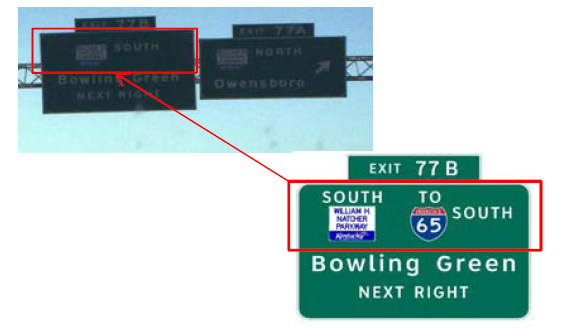 EXIT 77B
SOUTH
Bowling Green
NEXT RIGHT
EXIT 77A
NORTH
Owensboro
EXIT 77 B
SOUTH TO
WILLIAM H.
NATCHER
PARKWAY
Kentucky
65 SOUTH
Bowling Green
NEXT RIGHT